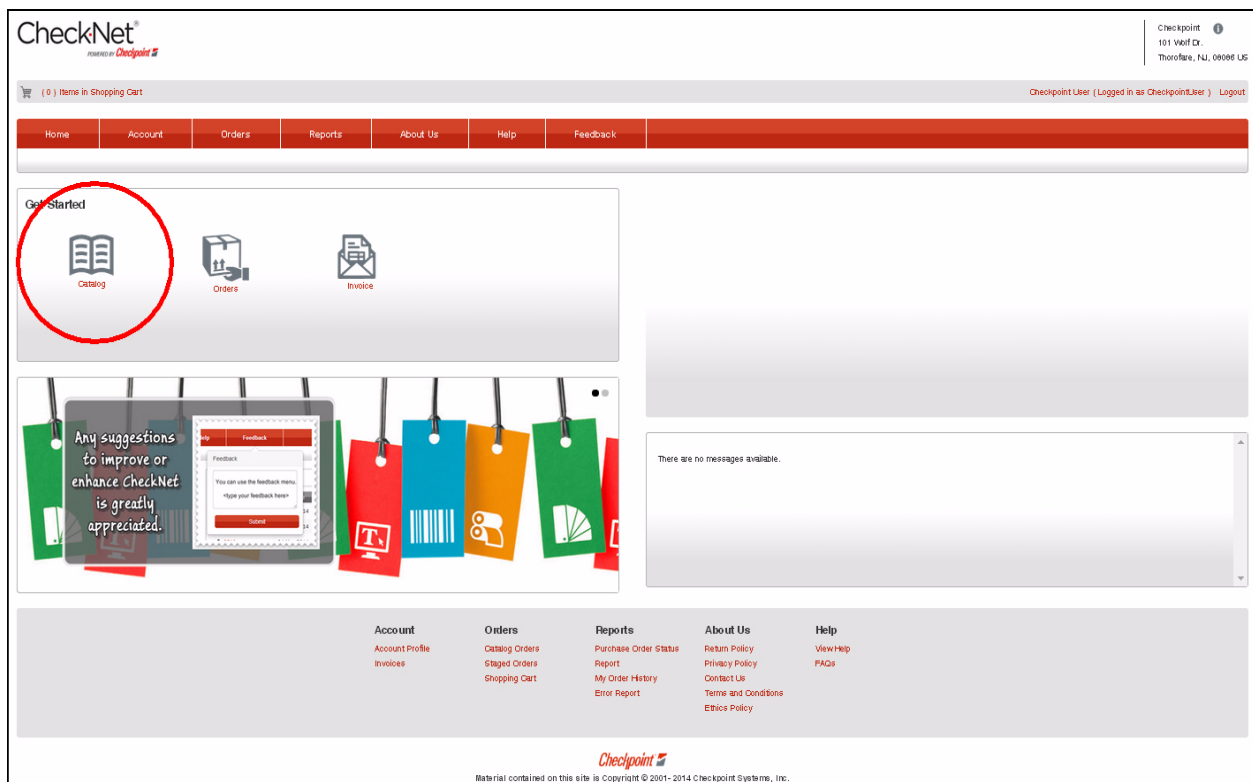 CheckNet®
POWERED BY Checkpoint
Checkpoint
101 Wolf Dr.
Thorofare, NJ, 08086 US
( 0 ) Items in Shopping Cart
Checkpoint User ( Logged in as CheckpointUser ) Logout
Home Account Orders Reports About Us Help Feedback
Get Started
Catalog
Orders
Invoice
Any suggestions
to improve or
enhance CheckNet
is greatly
appreciated.
Help Feedback
Feedback
You can use the feedback menu.
<type your feedback here>
Submit
There are no messages available.
Account
Account Profile
Invoices
Orders
Catalog Orders
Staged Orders
Shopping Cart
Reports
Purchase Order Status
Report
My Order History
Error Report
About Us
Return Policy
Privacy Policy
Contact Us
Terms and Conditions
Ethics Policy
Help
View Help
FAQs
Checkpoint
Material contained on this site is Copyright © 2001- 2014 Checkpoint Systems, Inc.